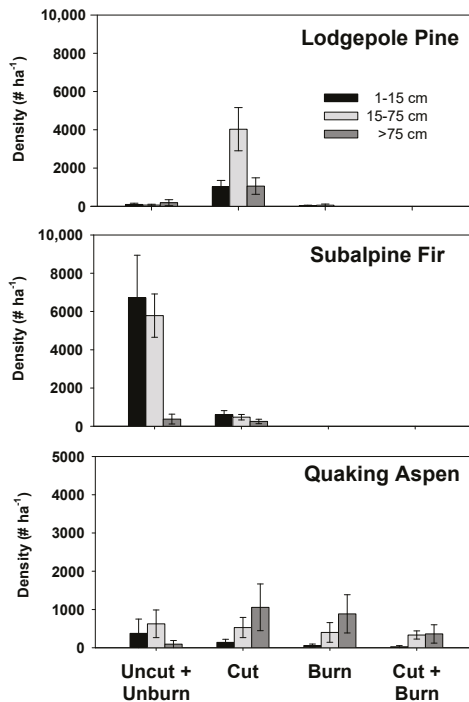 10,000
8000
6000
4000
2000
0
Density (# ha⁻¹)
Lodgepole Pine
1-15 cm
15-75 cm
>75 cm
10,000
8000
6000
4000
2000
0
Density (# ha⁻¹)
Subalpine Fir
5000
4000
3000
2000
1000
0
Density (# ha⁻¹)
Quaking Aspen
Uncut + Unburn
Cut
Burn
Cut + Burn